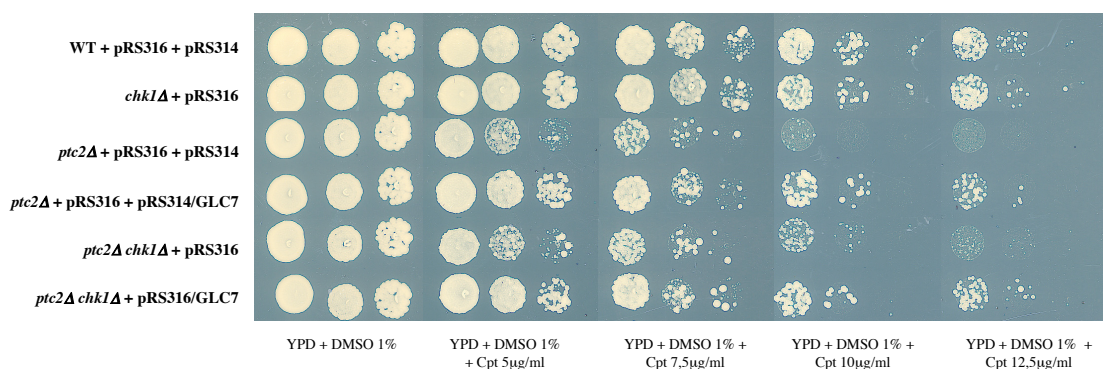 WT + pRS316 + pRS314
chk1Δ + pRS316
ptc2Δ + pRS316 + pRS314
ptc2Δ + pRS316 + pRS314/GLC7
ptc2Δ chk1Δ + pRS316
ptc2Δ chk1Δ + pRS316/GLC7
YPD + DMSO 1%
YPD + DMSO 1%
+ Cpt 5µg/ml
YPD + DMSO 1% +
Cpt 7,5µg/ml
YPD + DMSO 1% +
Cpt 10µg/ml
YPD + DMSO 1% +
Cpt 12,5µg/ml